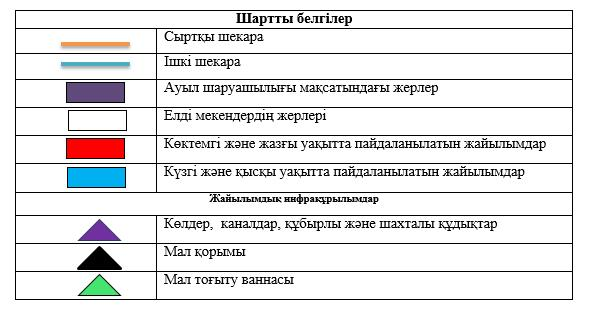 Шартты белгілер
Сыртқы шекара
Ішкі шекара
Ауыл шаруашылығы мақсатындағы жерлер
Елді мекендердің жерлері
Көктемгі және жазғы уақытта пайдаланылатын жайылымдар
Күзгі және қысқы уақытта пайдаланылатын жайылымдар
Жайылымдық инфрақұрылымдар
Көлдер, каналдар, құбырлы және шахталы құдықтар
Мал қорымы
Мал тоғыту ваннасы